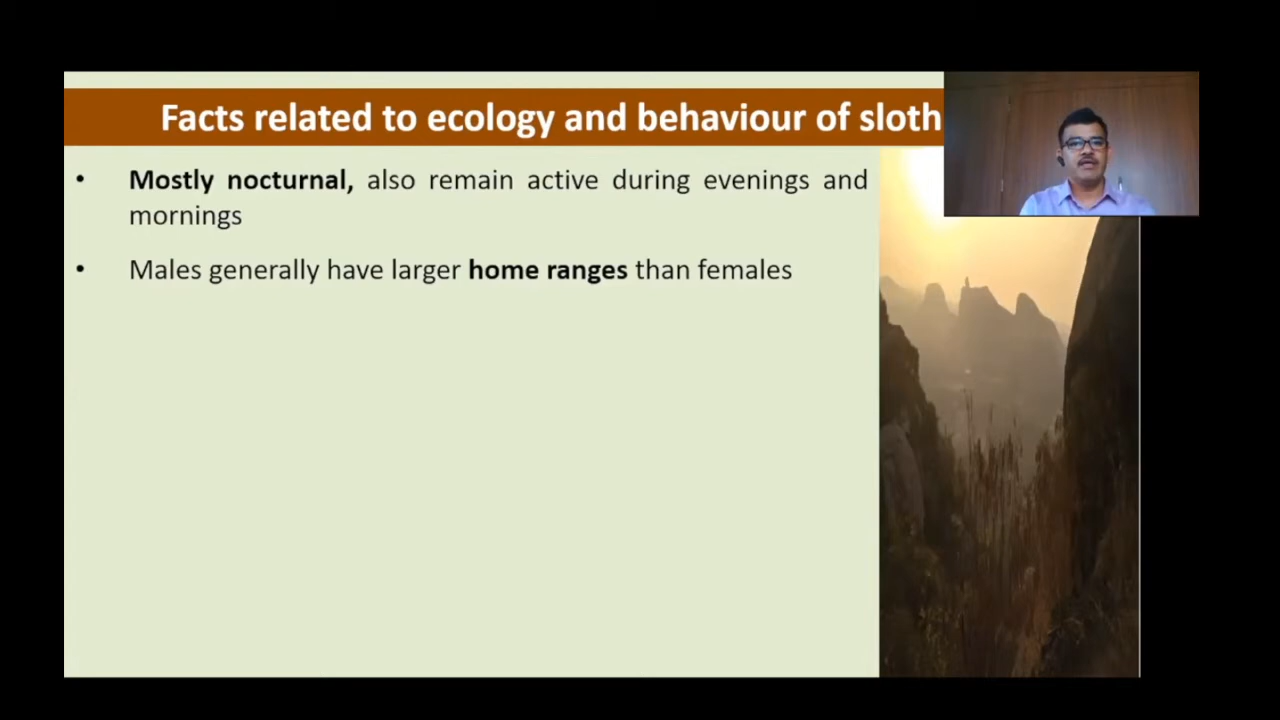 Facts related to ecology and behaviour of sloth
• Mostly nocturnal, also remain active during evenings and
mornings
• Males generally have larger home ranges than females